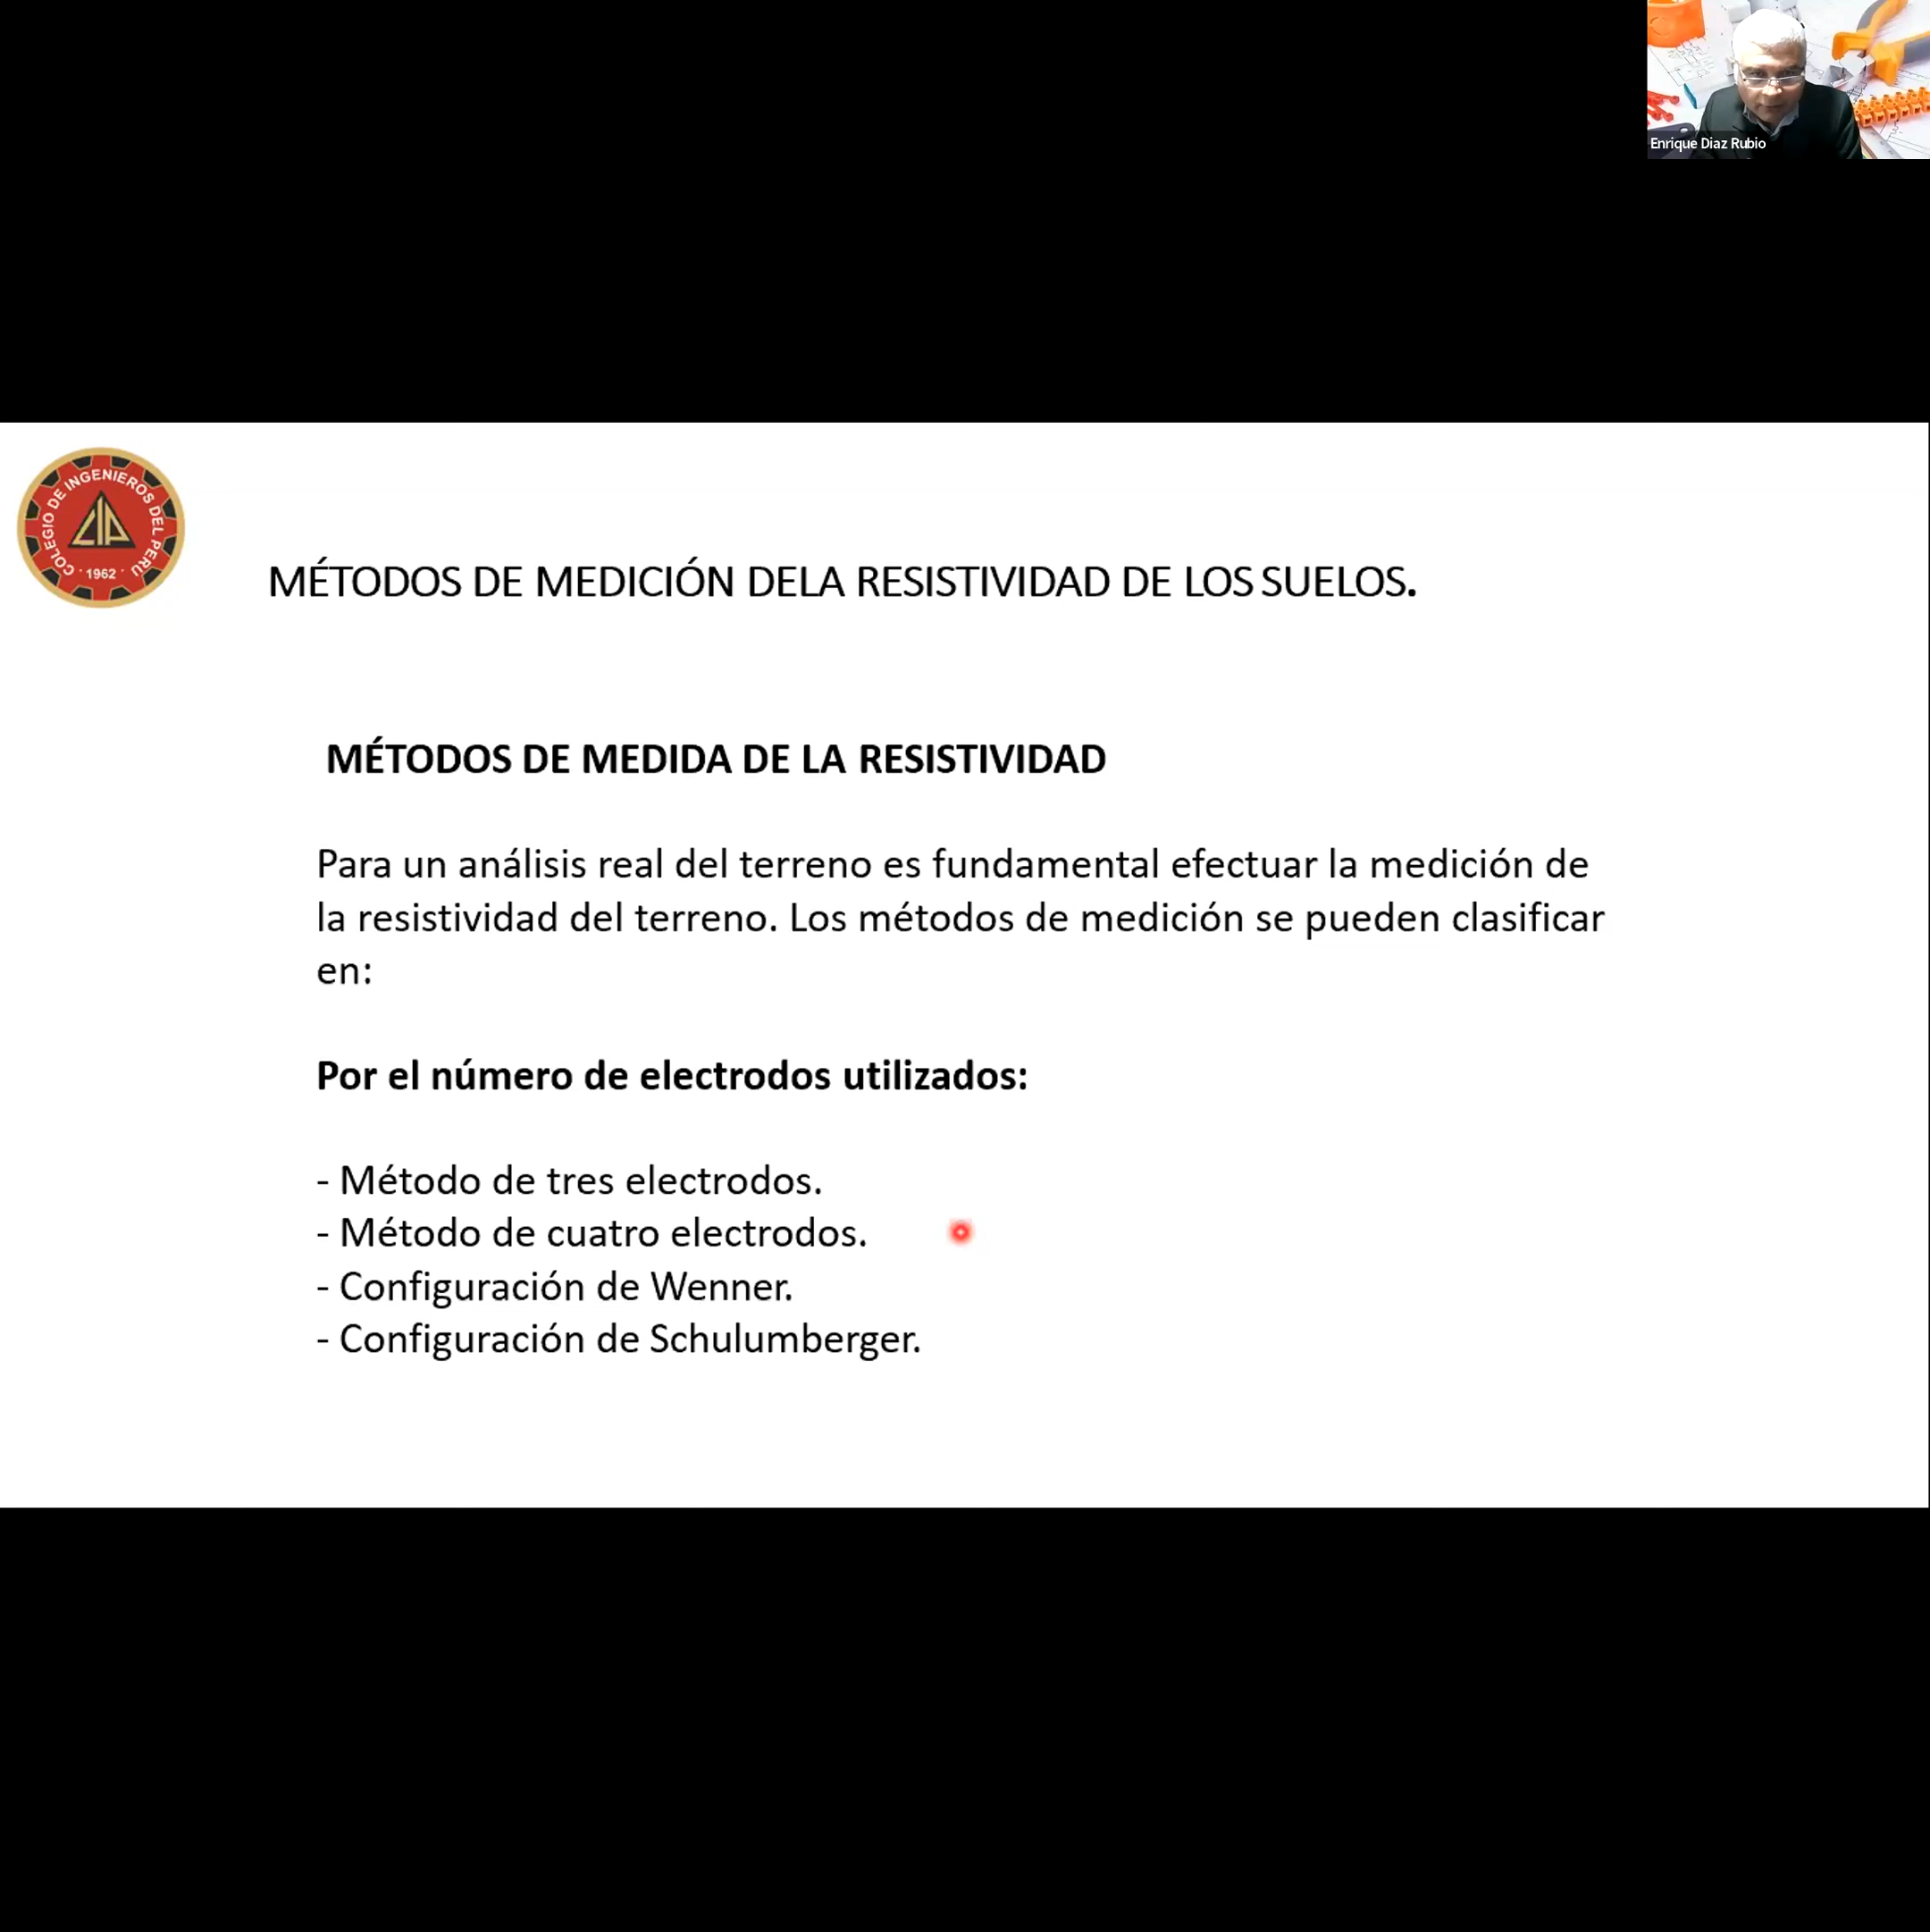 Enrique Diaz Rubio
COLEGIO DE INGENIEROS DEL PERU
CIP
· 1962 ·
MÉTODOS DE MEDICIÓN DELA RESISTIVIDAD DE LOS SUELOS.
MÉTODOS DE MEDIDA DE LA RESISTIVIDAD
Para un análisis real del terreno es fundamental efectuar la medición de
la resistividad del terreno. Los métodos de medición se pueden clasificar
en:
Por el número de electrodos utilizados:
- Método de tres electrodos.
- Método de cuatro electrodos.
- Configuración de Wenner.
- Configuración de Schulumberger.